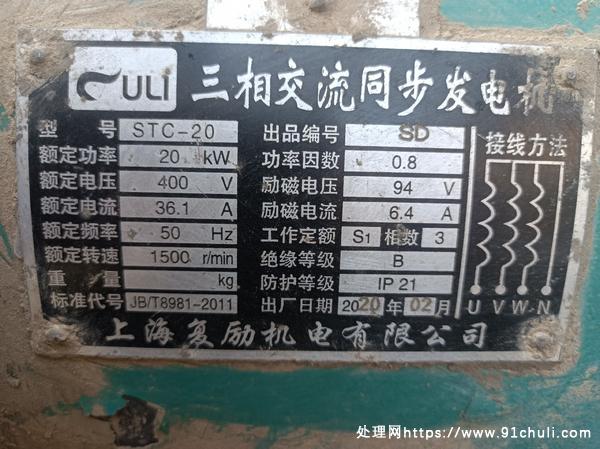 ULI 三相交流同步发电机
型 号 STC-20 出品编号 SD 接线方法
额定功率 20 kW 功率因数 0.8
额定电压 400 V 励磁电压 94 V
额定电流 36.1 A 励磁电流 6.4 A
额定频率 50 Hz 工作定额 S1 相数 3
额定转速 1500 r/min 绝缘等级 B
重 量 kg 防护等级 IP 21
标准代号 JB/T8981-2011 出厂日期 2020 年 02 月 U V W N
上海复励机电有限公司
处理网https://www.91chuli.com/